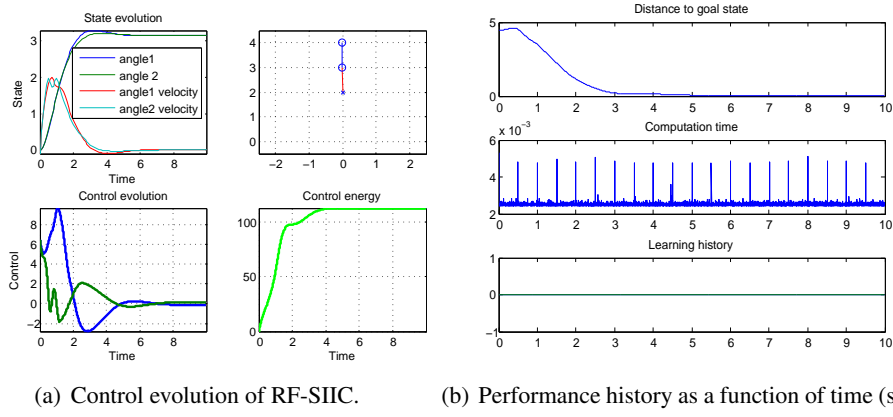 State evolution
3
2
1
0
State
angle1
angle 2
angle1 velocity
angle2 velocity
0 2 4 6 8
Time
4
3
2
1
0
−2 −1 0 1 2
Control evolution
8
6
4
2
0
−2
Control
0 2 4 6 8
Time
Control energy
100
50
0
0 2 4 6 8
Time
(a) Control evolution of RF-SIIC.
Distance to goal state
5
0
0 1 2 3 4 5 6 7 8 9 10
Computation time
x 10−3
6
4
2
0 1 2 3 4 5 6 7 8 9 10
Learning history
1
0
−1
0 1 2 3 4 5 6 7 8 9 10
(b) Performance history as a function of time (s